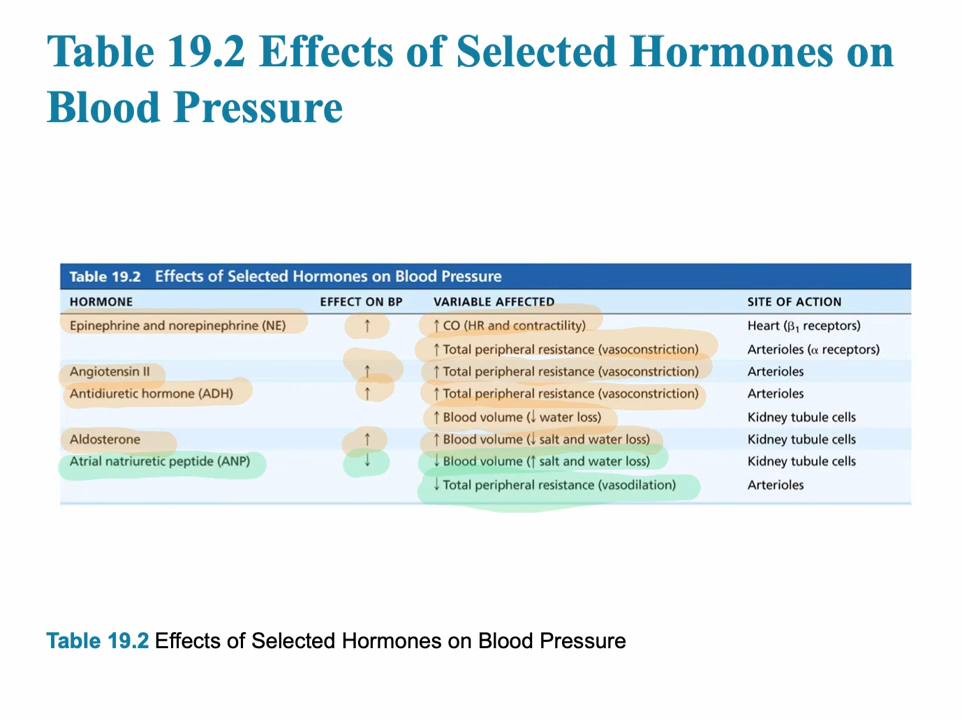 Table 19.2 Effects of Selected Hormones on
Blood Pressure
Table 19.2 Effects of Selected Hormones on Blood Pressure
HORMONE EFFECT ON BP VARIABLE AFFECTED SITE OF ACTION
Epinephrine and norepinephrine (NE) ↑ ↑ CO (HR and contractility) Heart (β₁ receptors)
↑ Total peripheral resistance (vasoconstriction) Arterioles (α receptors)
Angiotensin II ↑ ↑ Total peripheral resistance (vasoconstriction) Arterioles
Antidiuretic hormone (ADH) ↑ ↑ Total peripheral resistance (vasoconstriction) Arterioles
↑ Blood volume (↓ water loss) Kidney tubule cells
Aldosterone ↑ ↑ Blood volume (↓ salt and water loss) Kidney tubule cells
Atrial natriuretic peptide (ANP) ↓ ↓ Blood volume (↑ salt and water loss) Kidney tubule cells
↓ Total peripheral resistance (vasodilation) Arterioles
Table 19.2 Effects of Selected Hormones on Blood Pressure